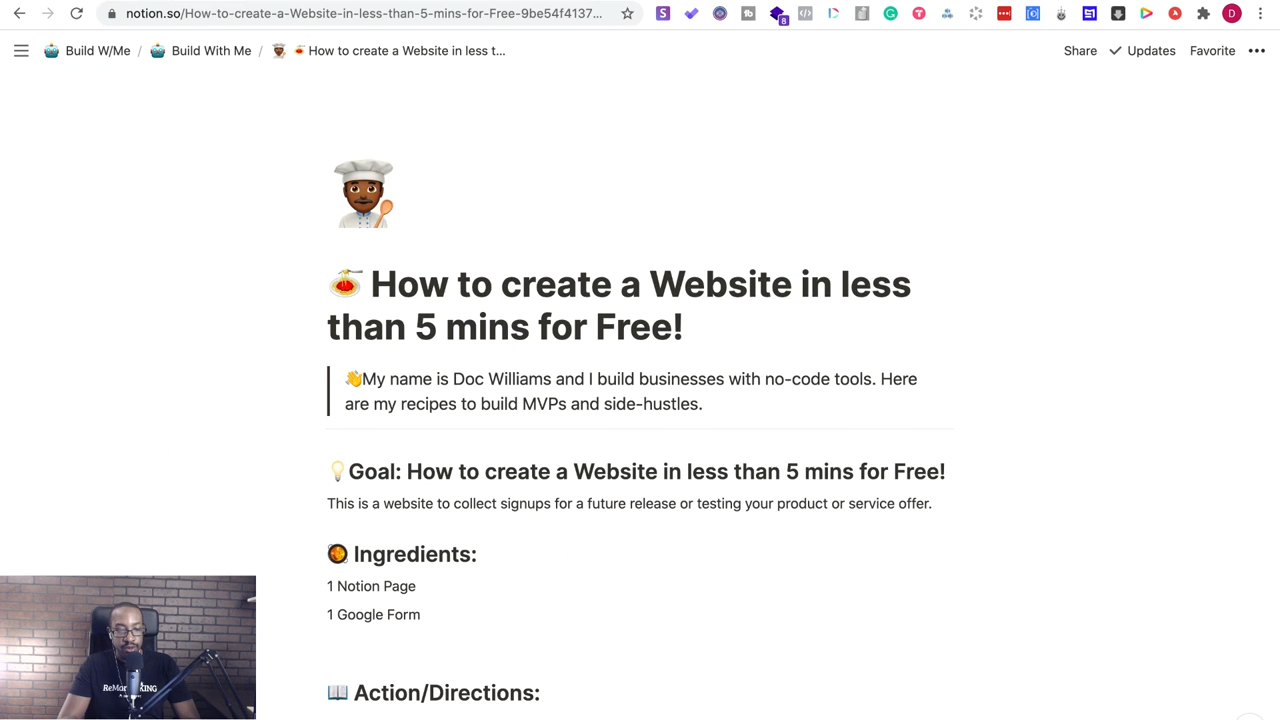 notion.so/How-to-create-a-Website-in-less-than-5-mins-for-Free-9be54f4137...
Build W/Me / Build With Me / How to create a Website in less t...
Share Updates Favorite
How to create a Website in less
than 5 mins for Free!
My name is Doc Williams and I build businesses with no-code tools. Here
are my recipes to build MVPs and side-hustles.
Goal: How to create a Website in less than 5 mins for Free!
This is a website to collect signups for a future release or testing your product or service offer.
Ingredients:
1 Notion Page
1 Google Form
Action/Directions: